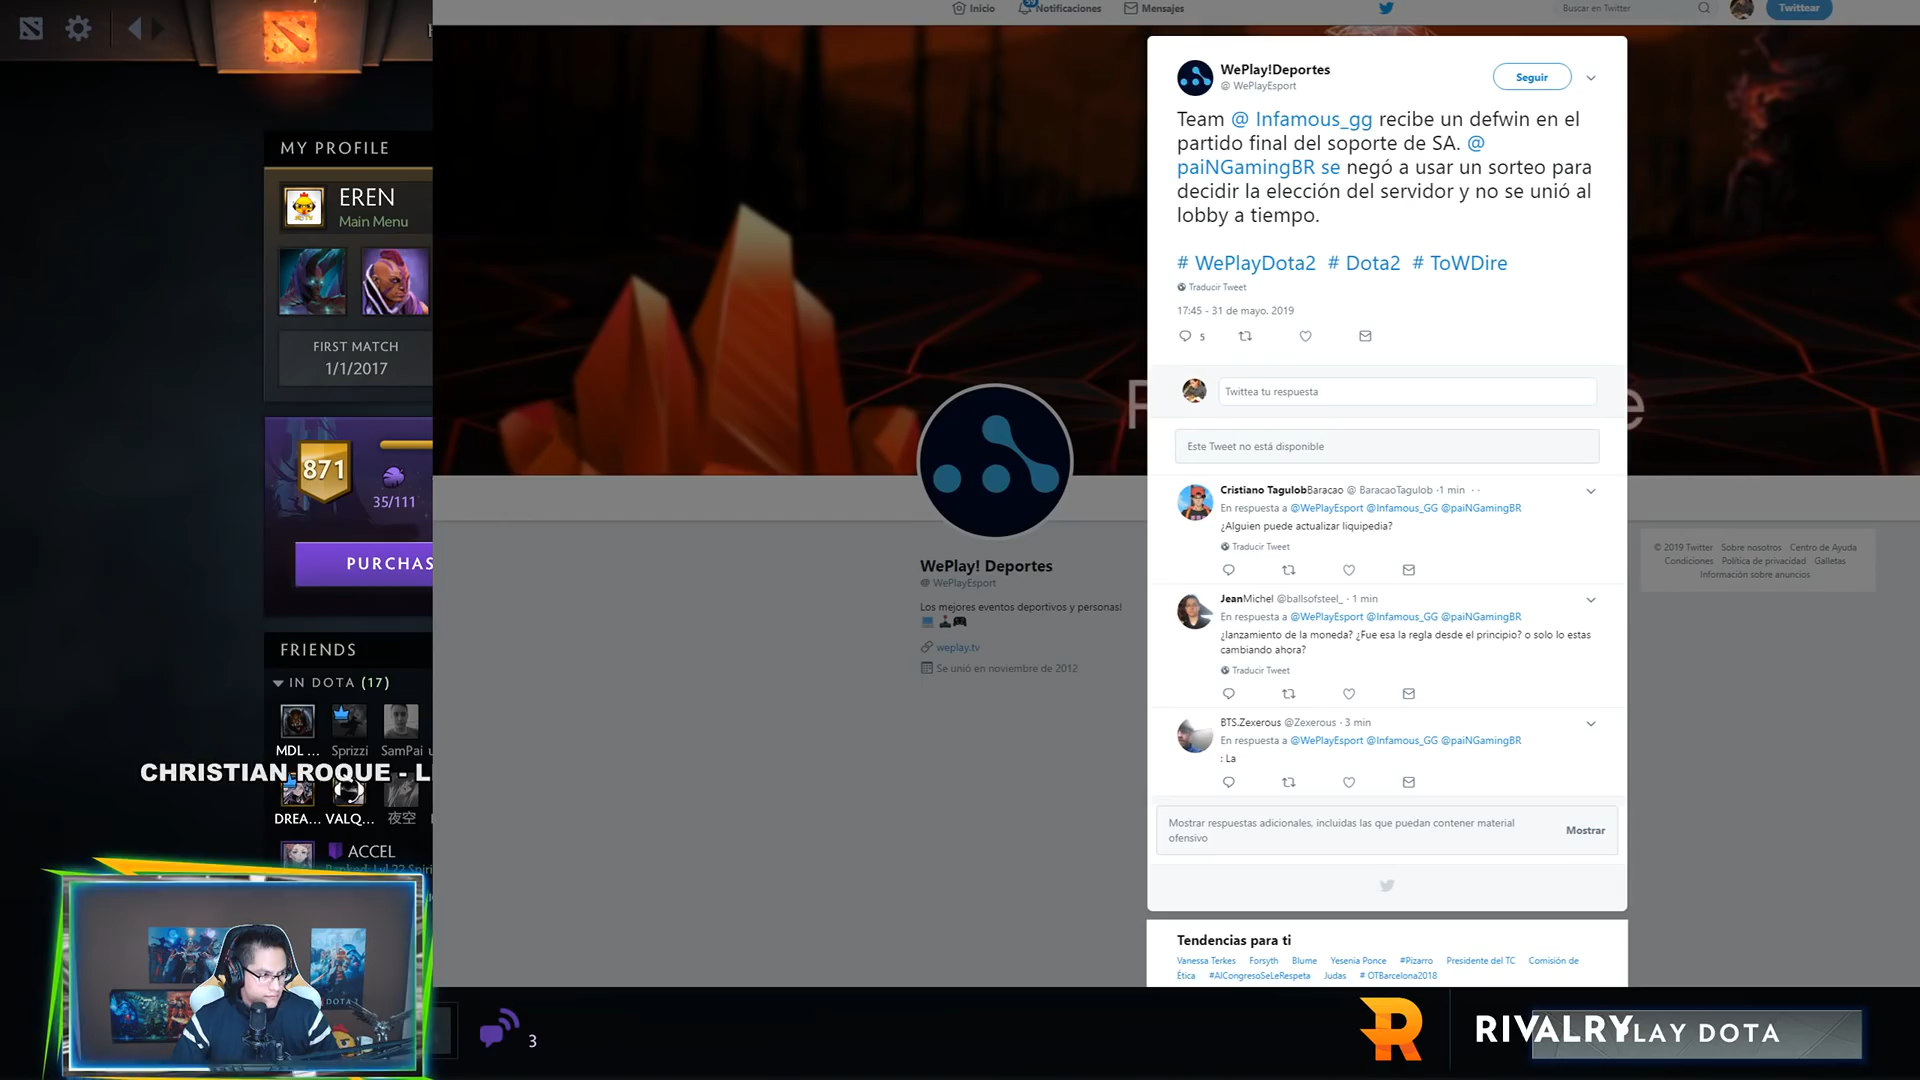 Inicio
59
Notificaciones
Mensajes
Buscar en Twitter
Twittear
MY PROFILE
EREN
Main Menu
FIRST MATCH
1/1/2017
871
35/111
PURCHAS
FRIENDS
IN DOTA (17)
MDL ...
Sprizzi
SamPai u
CHRISTIAN ROQUE - L
DREA...
VALQ...
夜空
ACCEL
WePlay!Deportes
@ WePlayEsport
Seguir
Team @ Infamous_gg recibe un defwin en el
partido final del soporte de SA. @
paiNGamingBR se negó a usar un sorteo para
decidir la elección del servidor y no se unió al
lobby a tiempo.
# WePlayDota2 # Dota2 # ToWDire
Traducir Tweet
17:45 - 31 de mayo. 2019
5
Twittea tu respuesta
Este Tweet no está disponible
Cristiano TagulobBaracao @ BaracaoTagulob ·1 min · ·
En respuesta a @WePlayEsport @Infamous_GG @paiNGamingBR
¿Alguien puede actualizar liquipedia?
Traducir Tweet
JeanMichel @ballsofsteel_ · 1 min
En respuesta a @WePlayEsport @Infamous_GG @paiNGamingBR
¿lanzamiento de la moneda? ¿Fue esa la regla desde el principio? o solo lo estas
cambiando ahora?
Traducir Tweet
BTS.Zexerous @Zexerous · 3 min
En respuesta a @WePlayEsport @Infamous_GG @paiNGamingBR
: La
Mostrar respuestas adicionales, incluidas las que puedan contener material
ofensivo
Mostrar
Tendencias para ti
Vanessa Terkes Forsyth Blume Yesenia Ponce #Pizarro Presidente del TC Comisión de
Ética #AlCongresoSeLeRespeta Judas # OTBarcelona2018
WePlay! Deportes
@ WePlayEsport
Los mejores eventos deportivos y personas!
weplay.tv
Se unió en noviembre de 2012
© 2019 Twitter Sobre nosotros Centro de Ayuda
Condiciones Política de privacidad Galletas
Información sobre anuncios
DOTA 2
3
RIVALRY
LAY DOTA